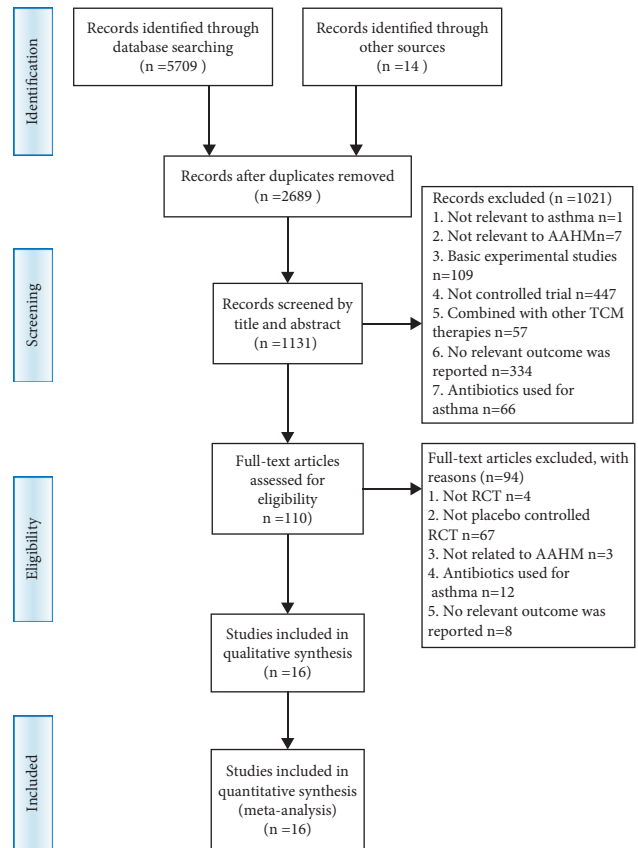 Identification
Records identified through
database searching
(n =5709 )
Records identified through
other sources
(n =14 )
Records after duplicates removed
(n =2689 )
Screening
Records screened by
title and abstract
(n =1131)
Records excluded (n =1021)
1. Not relevant to asthma n=1
2. Not relevant to AAHMn=7
3. Basic experimental studies
n=109
4. Not controlled trial n=447
5. Combined with other TCM
therapies n=57
6. No relevant outcome was
reported n=334
7. Antibiotics used for
asthma n=66
Eligibility
Full-text articles
assessed for
eligibility
n =110)
Full-text articles excluded, with
reasons (n=94)
1. Not RCT n=4
2. Not placebo controlled
RCT n=67
3. Not related to AAHM n=3
4. Antibiotics used for
asthma n=12
5. No relevant outcome was
reported n=8
Studies included in
qualitative synthesis
(n =16)
Included
Studies included in
quantitative synthesis
(meta-analysis)
(n =16)